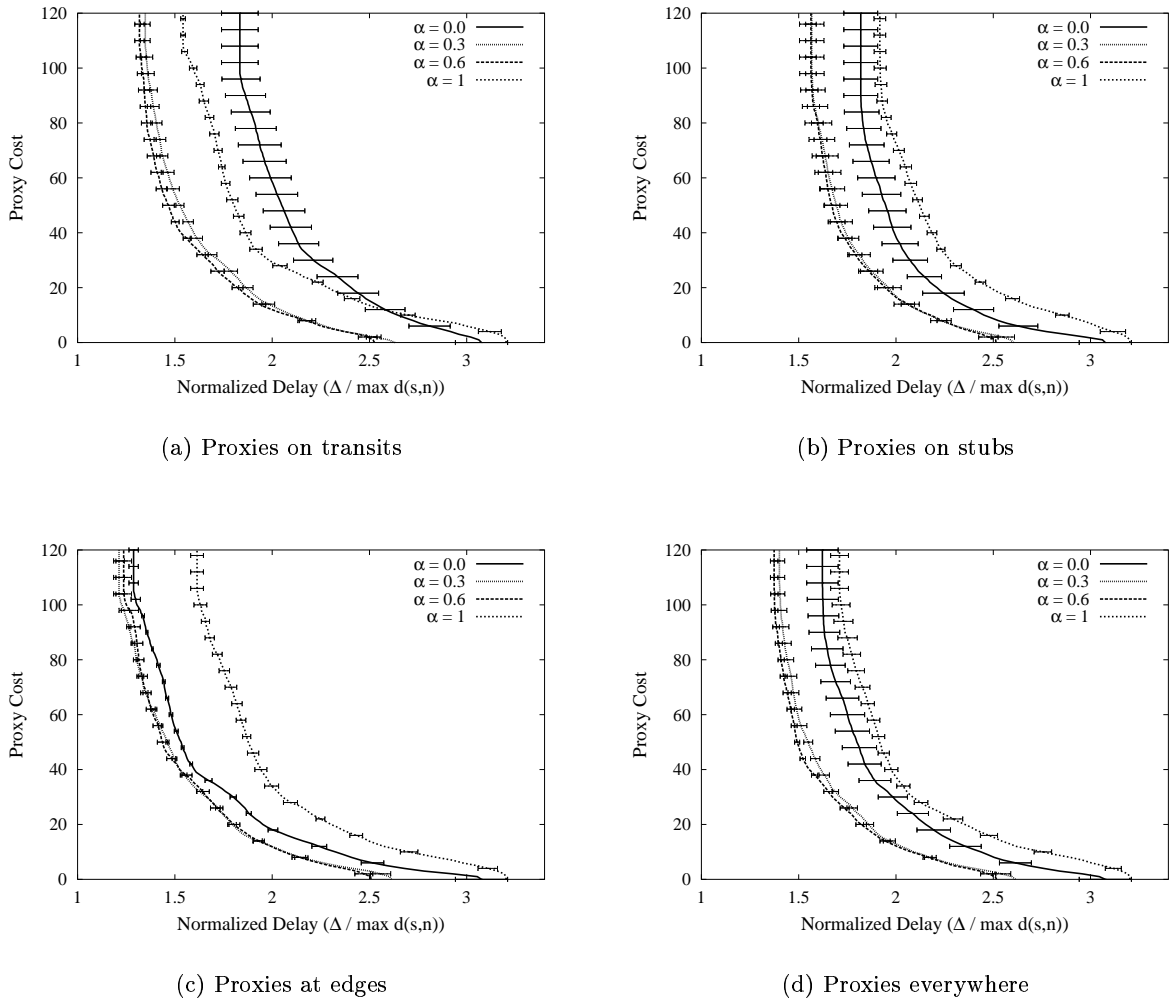 120
100
80
60
40
20
0
Proxy Cost
α = 0.0
α = 0.3
α = 0.6
α = 1
1 1.5 2 2.5 3
Normalized Delay (Δ / max d(s,n))
(a) Proxies on transits
120
100
80
60
40
20
0
Proxy Cost
α = 0.0
α = 0.3
α = 0.6
α = 1
1 1.5 2 2.5 3
Normalized Delay (Δ / max d(s,n))
(b) Proxies on stubs
120
100
80
60
40
20
0
Proxy Cost
α = 0.0
α = 0.3
α = 0.6
α = 1
1 1.5 2 2.5 3
Normalized Delay (Δ / max d(s,n))
(c) Proxies at edges
120
100
80
60
40
20
0
Proxy Cost
α = 0.0
α = 0.3
α = 0.6
α = 1
1 1.5 2 2.5 3
Normalized Delay (Δ / max d(s,n))
(d) Proxies everywhere